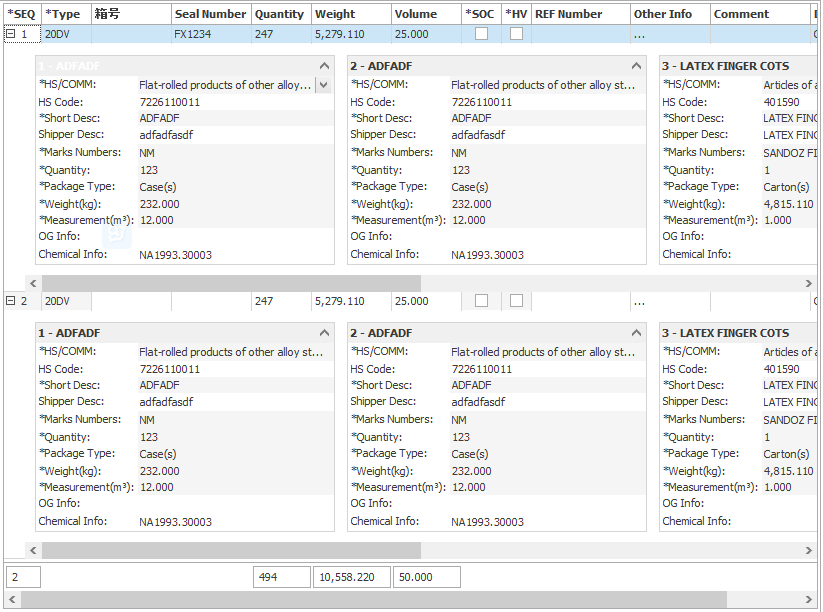 *SEQ *Type 箱号 Seal Number Quantity Weight Volume *SOC *HV REF Number Other Info Comment
1 20DV FX1234 247 5,279.110 25.000 ...
1 - ADFADF 2 - ADFADF 3 - LATEX FINGER COTS
*HS/COMM: Flat-rolled products of other alloy... *HS/COMM: Flat-rolled products of other alloy st... *HS/COMM: Articles of a
HS Code: 7226110011 HS Code: 7226110011 HS Code: 401590
*Short Desc: ADFADF *Short Desc: ADFADF *Short Desc: LATEX FING
Shipper Desc: adfadfasdf Shipper Desc: adfadfasdf Shipper Desc: LATEX FING
*Marks Numbers: NM *Marks Numbers: NM *Marks Numbers: SANDOZ FI
*Quantity: 123 *Quantity: 123 *Quantity: 1
*Package Type: Case(s) *Package Type: Case(s) *Package Type: Carton(s)
*Weight(kg): 232.000 *Weight(kg): 232.000 *Weight(kg): 4,815.110
*Measurement(m³): 12.000 *Measurement(m³): 12.000 *Measurement(m³): 1.000
OG Info: OG Info: OG Info:
Chemical Info: NA1993.30003 Chemical Info: NA1993.30003 Chemical Info:
2 20DV 247 5,279.110 25.000 ...
1 - ADFADF 2 - ADFADF 3 - LATEX FINGER COTS
*HS/COMM: Flat-rolled products of other alloy st... *HS/COMM: Flat-rolled products of other alloy st... *HS/COMM: Articles of a
HS Code: 7226110011 HS Code: 7226110011 HS Code: 401590
*Short Desc: ADFADF *Short Desc: ADFADF *Short Desc: LATEX FING
Shipper Desc: adfadfasdf Shipper Desc: adfadfasdf Shipper Desc: LATEX FING
*Marks Numbers: NM *Marks Numbers: NM *Marks Numbers: SANDOZ FI
*Quantity: 123 *Quantity: 123 *Quantity: 1
*Package Type: Case(s) *Package Type: Case(s) *Package Type: Carton(s)
*Weight(kg): 232.000 *Weight(kg): 232.000 *Weight(kg): 4,815.110
*Measurement(m³): 12.000 *Measurement(m³): 12.000 *Measurement(m³): 1.000
OG Info: OG Info: OG Info:
Chemical Info: NA1993.30003 Chemical Info: NA1993.30003 Chemical Info:
2 494 10,558.220 50.000